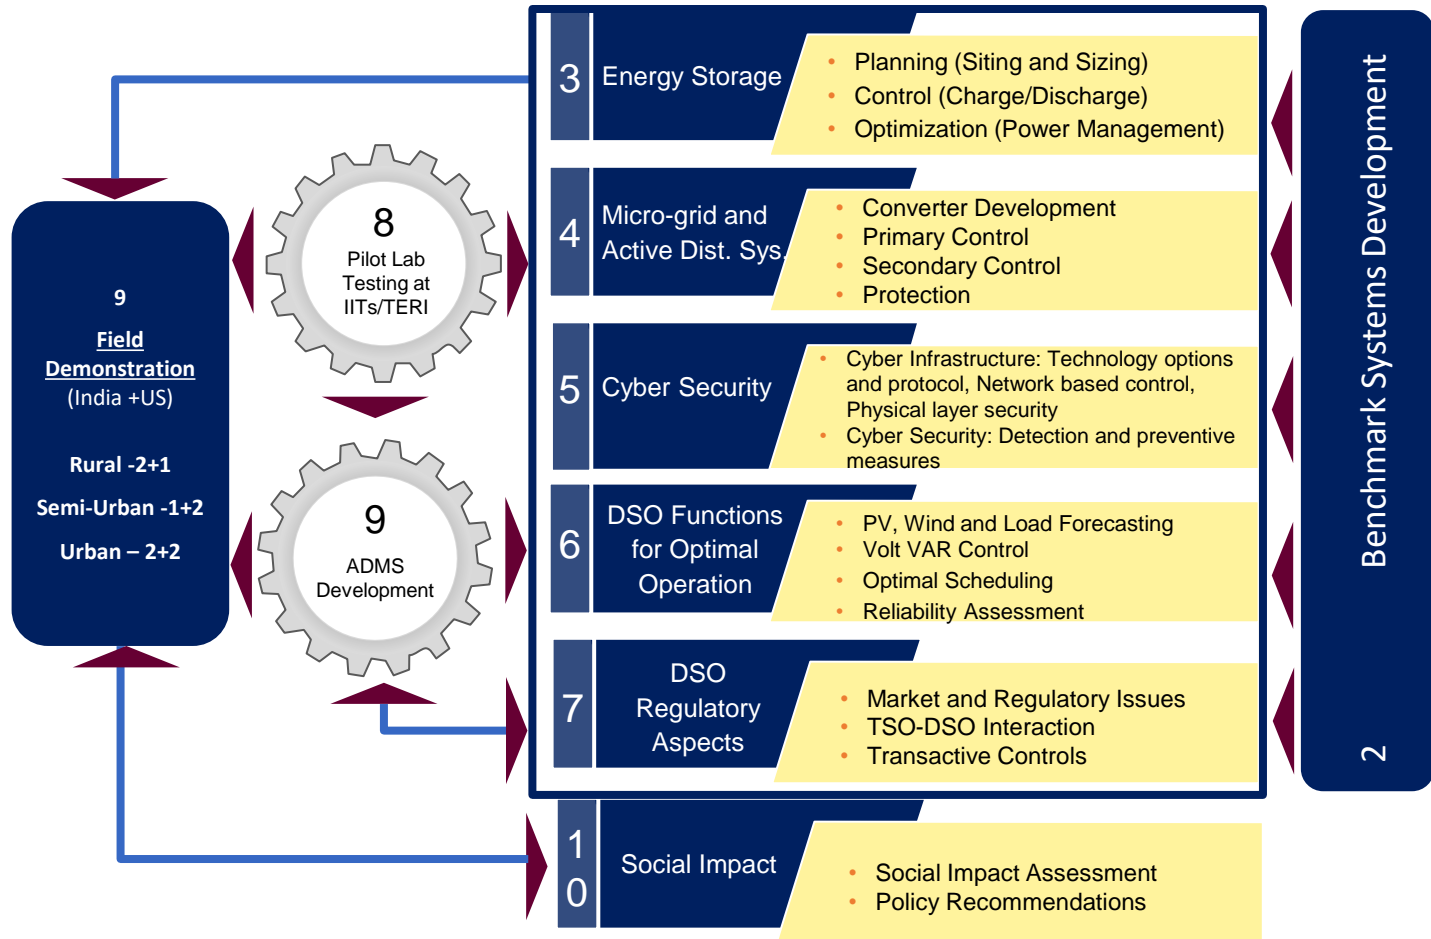 9
Field
Demonstration
(India +US)
Rural -2+1
Semi-Urban -1+2
Urban – 2+2
8
Pilot Lab
Testing at
IITs/TERI
9
ADMS
Development
3
Energy Storage
• Planning (Siting and Sizing)
• Control (Charge/Discharge)
• Optimization (Power Management)
4
Micro-grid and
Active Dist. Sys.
• Converter Development
• Primary Control
• Secondary Control
• Protection
5
Cyber Security
• Cyber Infrastructure: Technology options
and protocol, Network based control,
Physical layer security
• Cyber Security: Detection and preventive
measures
6
DSO Functions
for Optimal
Operation
• PV, Wind and Load Forecasting
• Volt VAR Control
• Optimal Scheduling
• Reliability Assessment
7
DSO
Regulatory
Aspects
• Market and Regulatory Issues
• TSO-DSO Interaction
• Transactive Controls
1
0
Social Impact
• Social Impact Assessment
• Policy Recommendations
2 Benchmark Systems Development